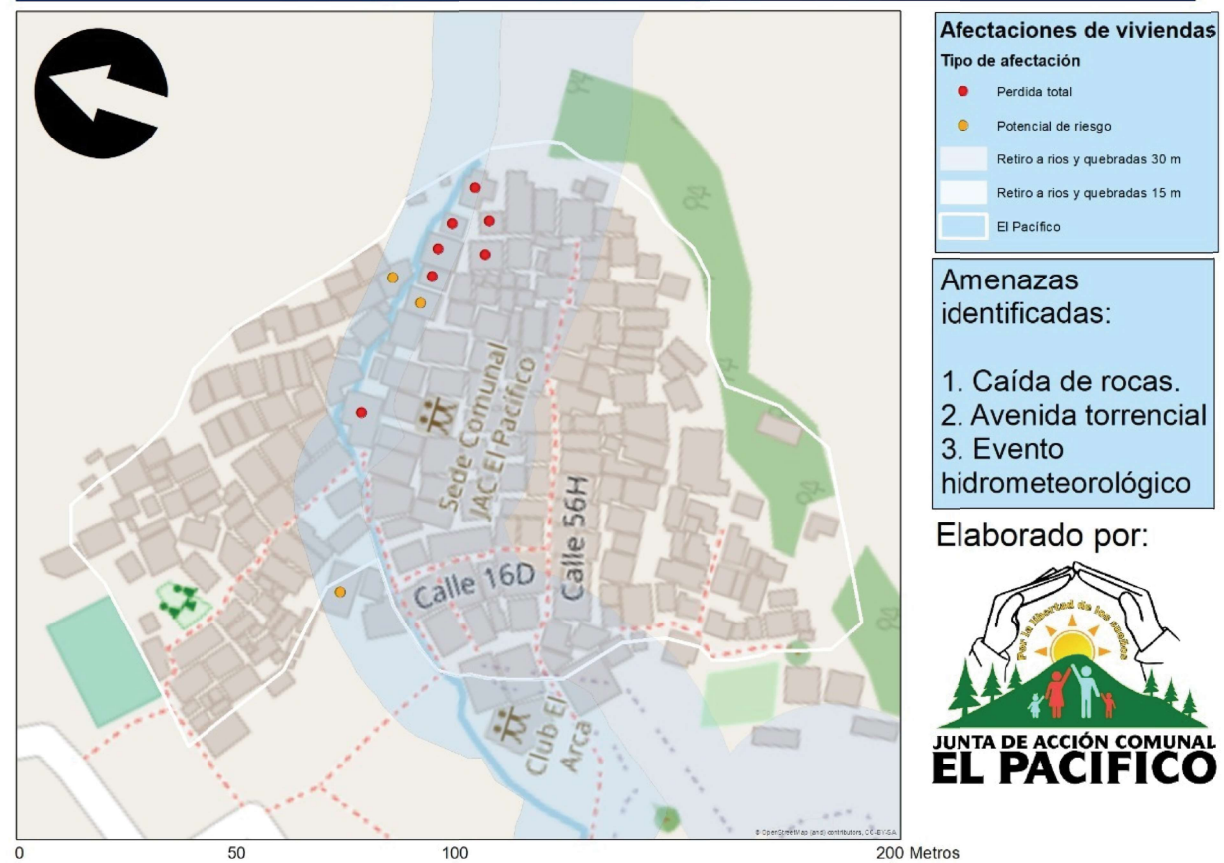 Afectaciones de viviendas
Tipo de afectación
Perdida total
Potencial de riesgo
Retiro a rios y quebradas 30 m
Retiro a rios y quebradas 15 m
El Pacífico
Amenazas
identificadas:
1. Caída de rocas.
2. Avenida torrencial
3. Evento
hidrometeorológico
Elaborado por:
Por la libertad de los sueños
JUNTA DE ACCIÓN COMUNAL
EL PACIFICO
Sede Comunal
JAC El Pacífico
Calle 56H
Calle 16D
Club El
Arca
© OpenStreetMap (and) contributors, CC-BY-SA
0 50 100 200 Metros